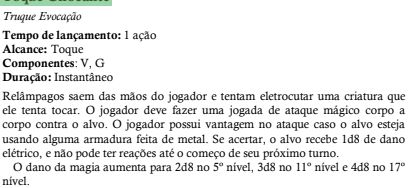 Truque Evocação
Tempo de lançamento: 1 ação
Alcance: Toque
Componentes: V, G
Duração: Instantâneo
Relâmpagos saem das mãos do jogador e tentam eletrocutar uma criatura que
ele tenta tocar. O jogador deve fazer uma jogada de ataque mágico corpo a
corpo contra o alvo. O jogador possui vantagem no ataque caso o alvo esteja
usando alguma armadura feita de metal. Se acertar, o alvo recebe 1d8 de dano
elétrico, e não pode ter reações até o começo de seu próximo turno.
O dano da magia aumenta para 2d8 no 5º nível, 3d8 no 11º nível e 4d8 no 17º
nível.